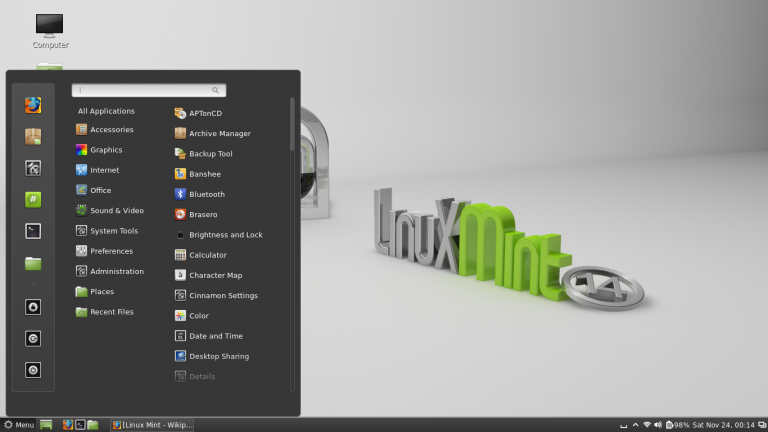 Computer
All Applications
Accessories
Graphics
Internet
Office
Sound & Video
System Tools
Preferences
Administration
Places
Recent Files
APTonCD
Archive Manager
Backup Tool
Banshee
Bluetooth
Brasero
Brightness and Lock
Calculator
Character Map
Cinnamon Settings
Color
Date and Time
Desktop Sharing
Details
LinuxMint
14
Menu
[Linux Mint - Wikip...
98%
Sat Nov 24, 00:14